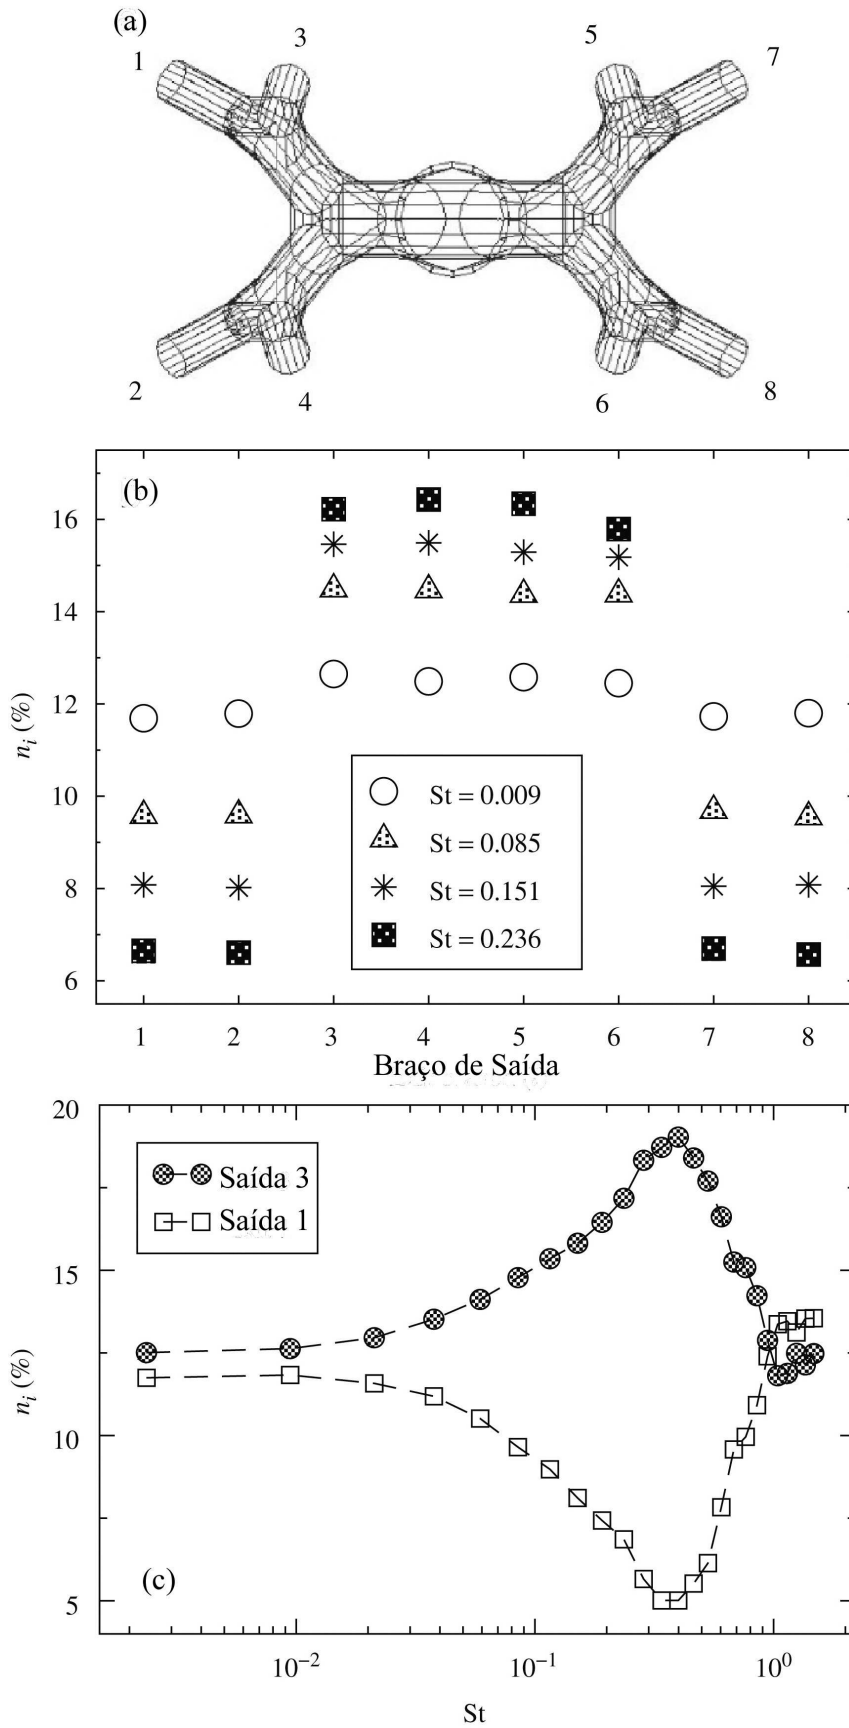 (a)
1 3 5 7
2 4 6 8
(b)
16
14
12
10
8
6
n_i (%)
St = 0.009
St = 0.085
St = 0.151
St = 0.236
1 2 3 4 5 6 7 8
Braço de Saída
20
15
10
5
n_i (%)
Saída 3
Saída 1
(c)
10⁻² 10⁻¹ 10⁰
St